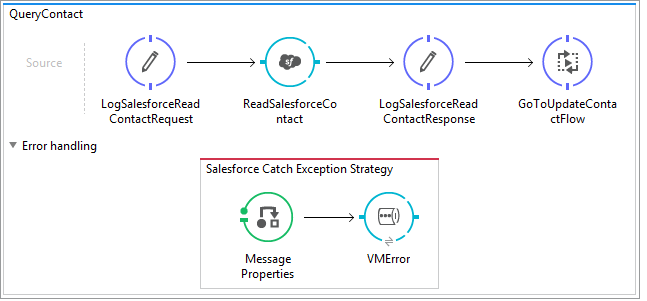 QueryContact
Source
LogSalesforceRead
ContactRequest
ReadSalesforceCo
ntact
LogSalesforceRead
ContactResponse
GoToUpdateConta
ctFlow
Error handling
Salesforce Catch Exception Strategy
Message
Properties
VMError
sf